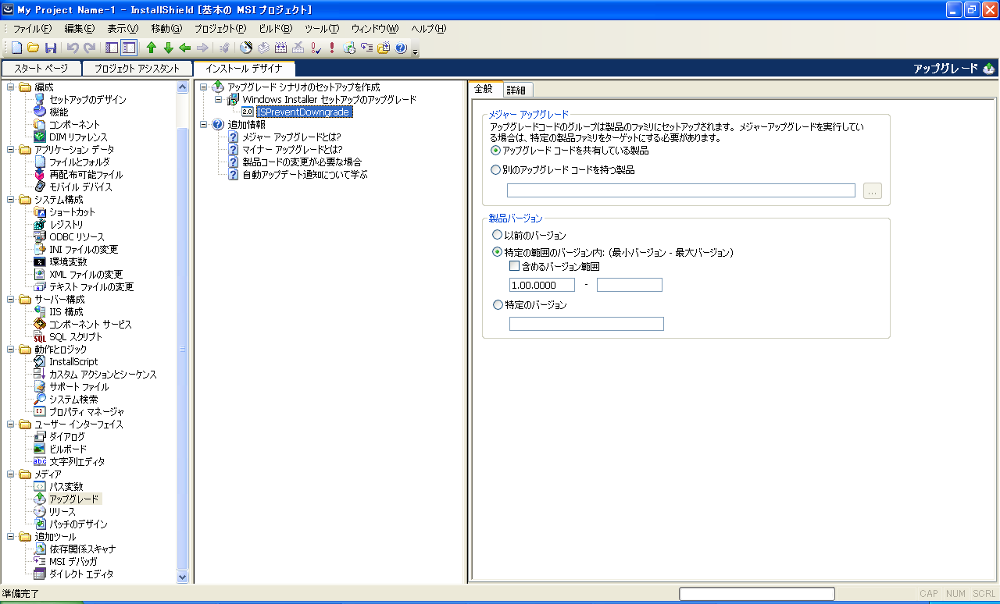 My Project Name-1 - InstallShield [基本の MSI プロジェクト]
ファイル(F) 編集(E) 表示(V) 移動(G) プロジェクト(P) ビルド(B) ツール(T) ウィンドウ(W) ヘルプ(H)
スタート ページ プロジェクト アシスタント インストール デザイナ アップグレード
編成
セットアップのデザイン
機能
コンポーネント
DIM リファレンス
アプリケーション データ
ファイルとフォルダ
再配布可能ファイル
モバイル デバイス
システム構成
ショートカット
レジストリ
ODBC リソース
INI ファイルの変更
環境変数
XML ファイルの変更
テキスト ファイルの変更
サーバー構成
IIS 構成
コンポーネント サービス
SQL スクリプト
動作とロジック
InstallScript
カスタム アクションとシーケンス
サポート ファイル
システム検索
プロパティ マネージャ
ユーザー インターフェイス
ダイアログ
ビルボード
文字列エディタ
メディア
パス変数
アップグレード
リリース
パッチのデザイン
追加ツール
依存関係スキャナ
MSI デバッガ
ダイレクト エディタ
アップグレード シナリオのセットアップを作成
Windows Installer セットアップのアップグレード
2.0 ISPreventDowngrade
追加情報
メジャー アップグレードとは?
マイナー アップグレードとは?
製品コードの変更が必要な場合
自動アップデート通知について学ぶ
全般 詳細
メジャー アップグレード
アップグレードコードのグループは製品のファミリにセットアップされます。メジャーアップグレードを実行してい
る場合は、特定の製品ファミリをターゲットにする必要があります。
アップグレード コードを共有している製品
別のアップグレード コードを持つ製品
...
製品バージョン
以前のバージョン
特定の範囲のバージョン内: (最小バージョン - 最大バージョン)
含めるバージョン範囲
1.00.0000 -
特定のバージョン
準備完了 CAP NUM SCRL